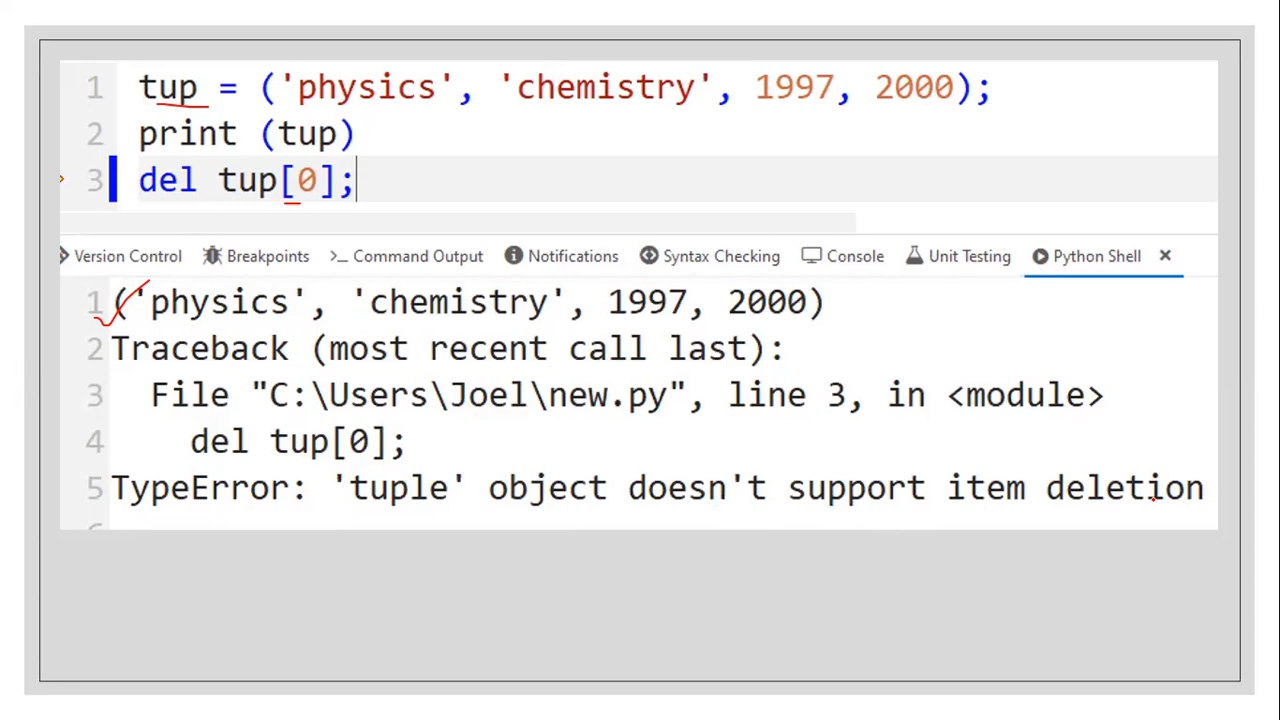 1 tup = ('physics', 'chemistry', 1997, 2000);
2 print (tup)
3 del tup[0];
Version Control Breakpoints >_ Command Output Notifications Syntax Checking Console Unit Testing Python Shell ×
1 ('physics', 'chemistry', 1997, 2000)
2 Traceback (most recent call last):
3 File "C:\Users\Joel\new.py", line 3, in <module>
4 del tup[0];
5 TypeError: 'tuple' object doesn't support item deletion